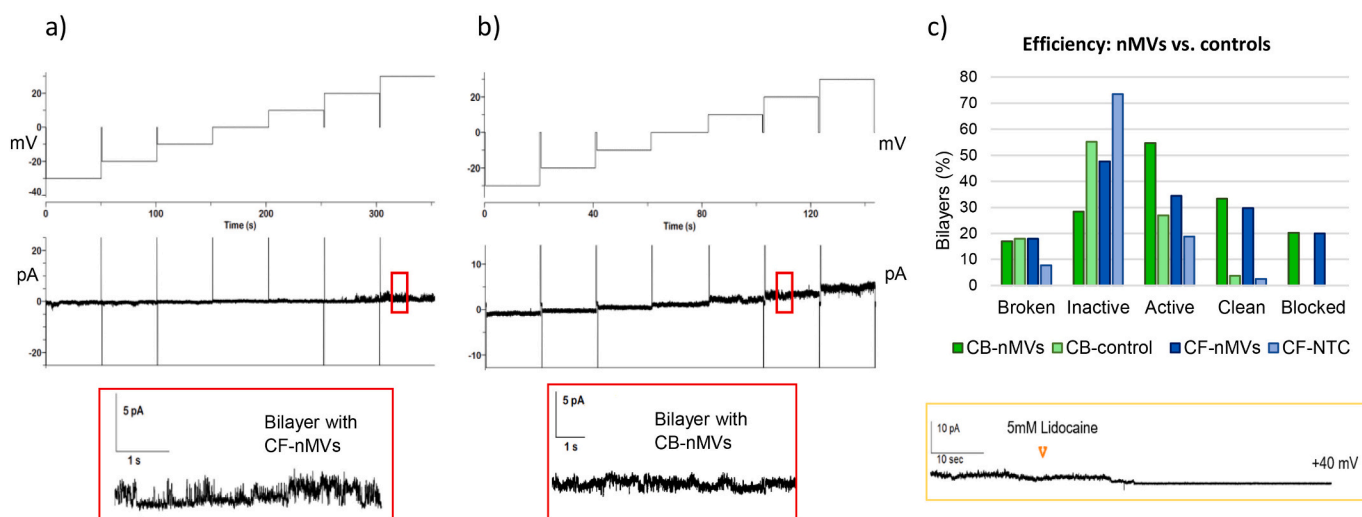 a)
20
0
mV
-20
-40
0
100
200
300
Time (s)
20
pA
0
-20
5 pA
1 s
Bilayer with
CF-nMVs
b)
20
0
mV
-20
0
40
80
120
Time (s)
10
pA
0
-10
5 pA
1 s
Bilayer with
CB-nMVs
c)
Efficiency: nMVs vs. controls
80
70
60
50
40
30
20
10
0
Bilayers (%)
Broken Inactive Active Clean Blocked
CB-nMVs CB-control CF-nMVs CF-NTC
10 pA
10 sec
5mM Lidocaine
+40 mV